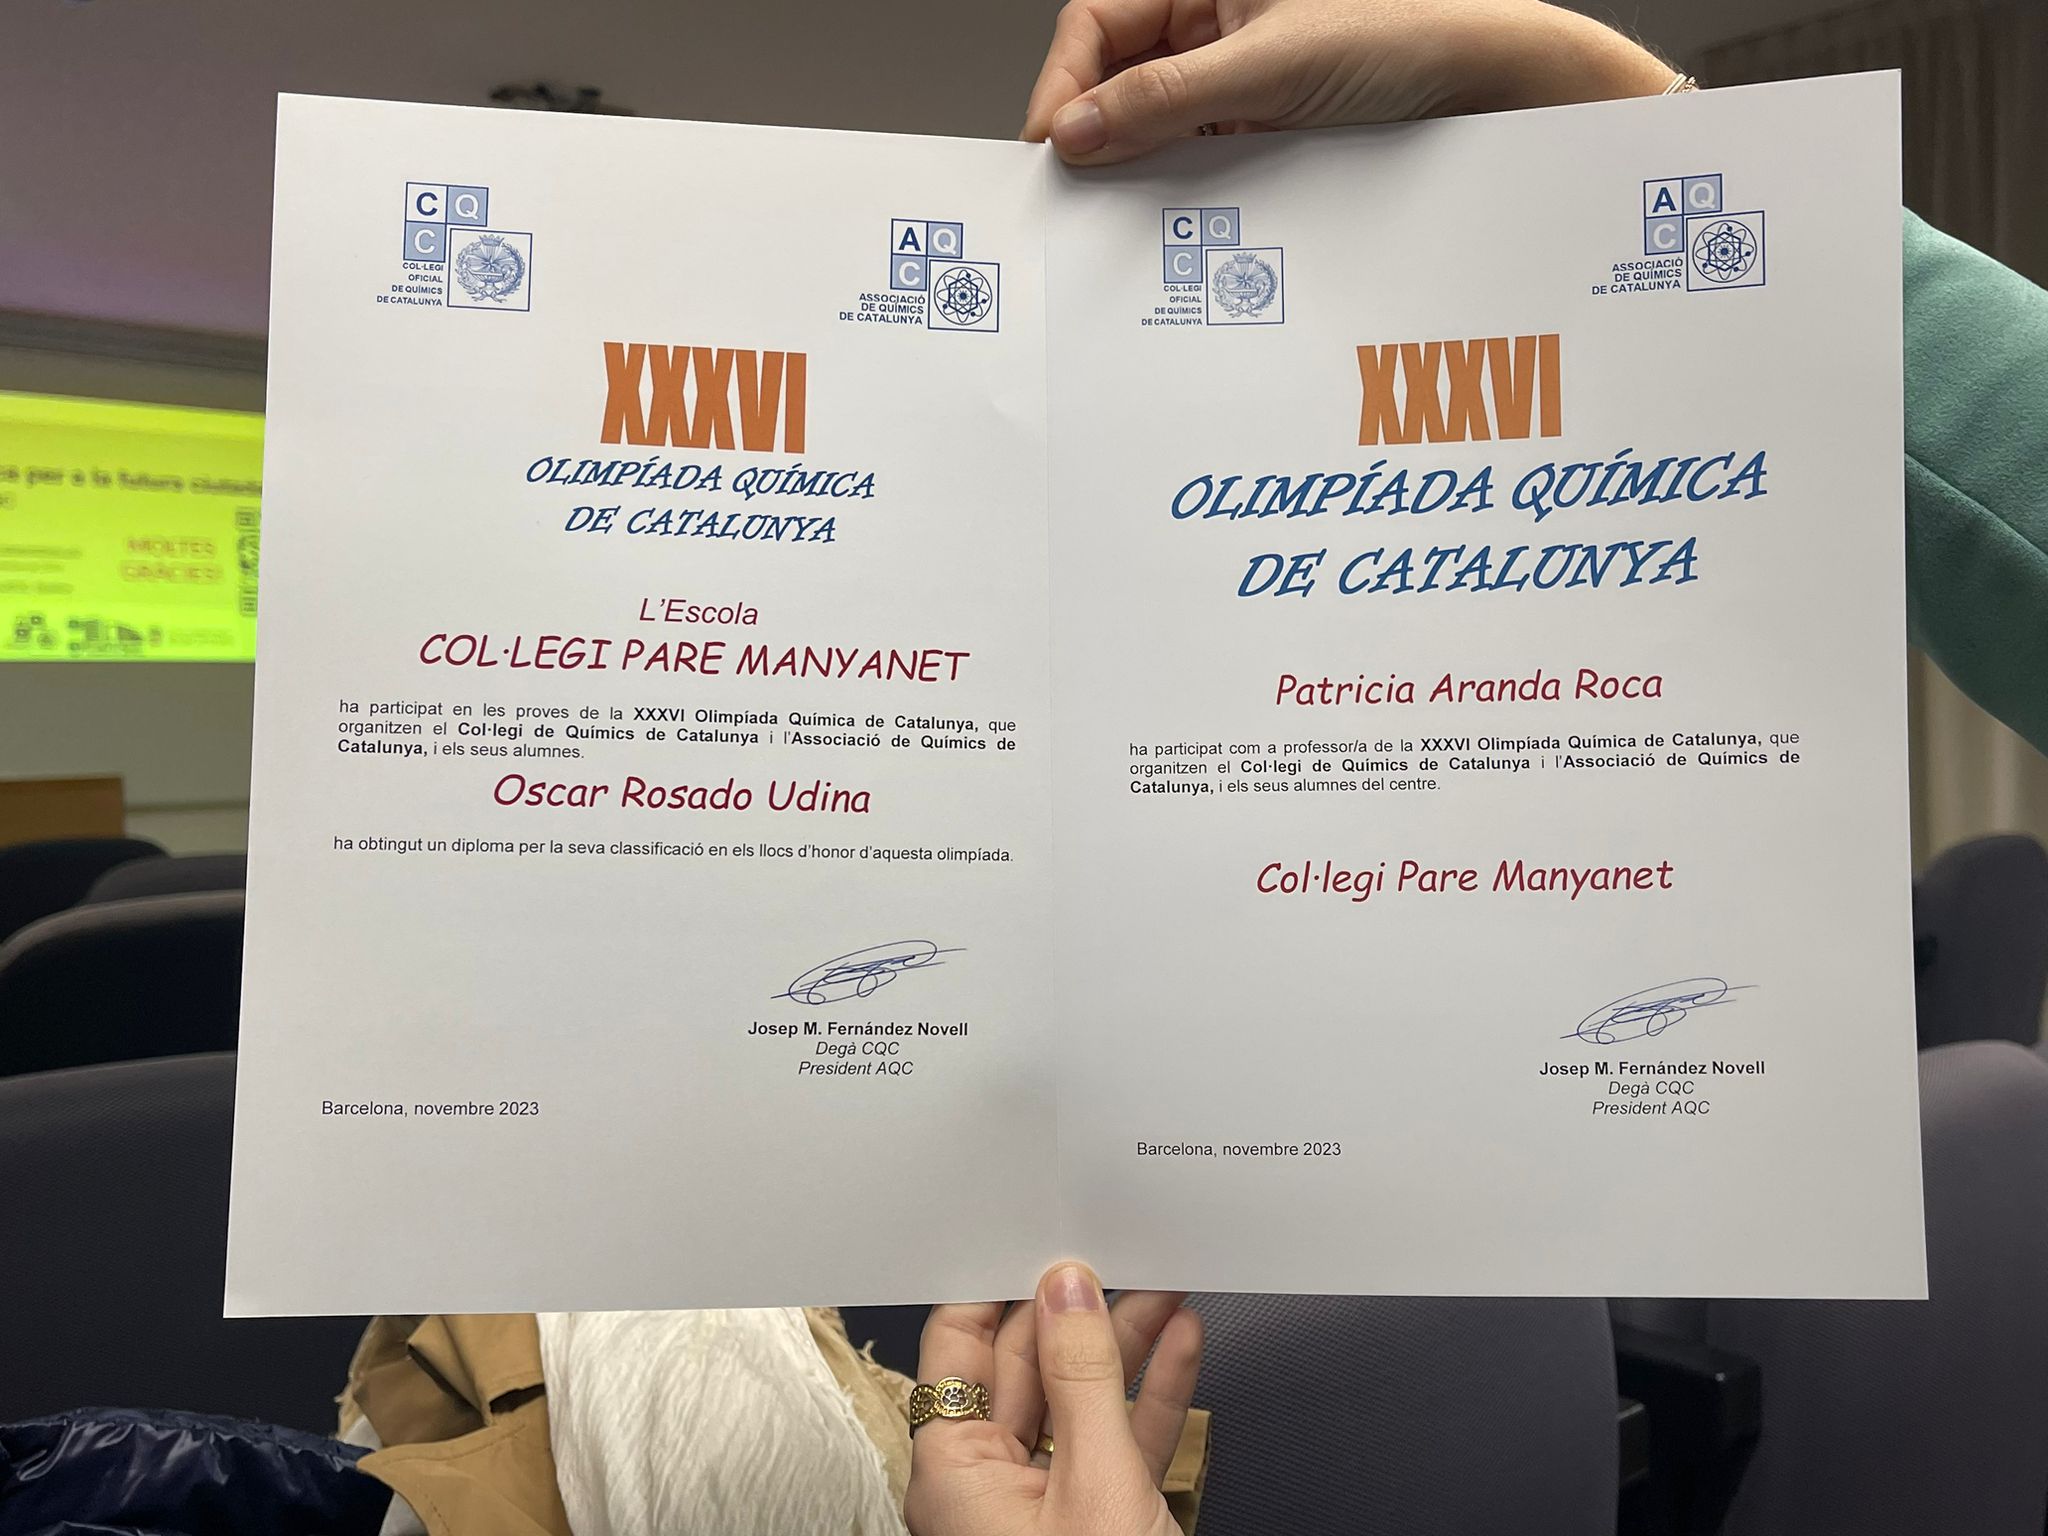 CQ
C
COL·LEGI
OFICIAL
DE QUÍMICS
DE CATALUNYA
AQ
C
ASSOCIACIÓ
DE QUÍMICS
DE CATALUNYA
XXXVI
OLIMPÍADA QUÍMICA
DE CATALUNYA
L'Escola
COL·LEGI PARE MANYANET
ha participat en les proves de la XXXVI Olimpíada Química de Catalunya, que
organitzen el Col·legi de Químics de Catalunya i l'Associació de Químics de
Catalunya, i els seus alumnes.
Oscar Rosado Udina
ha obtingut un diploma per la seva classificació en els llocs d'honor d'aquesta olimpíada.
Josep M. Fernández Novell
Degà CQC
President AQC
Barcelona, novembre 2023
CQ
C
COL·LEGI
OFICIAL
DE QUÍMICS
DE CATALUNYA
AQ
C
ASSOCIACIÓ
DE QUÍMICS
DE CATALUNYA
XXXVI
OLIMPÍADA QUÍMICA
DE CATALUNYA
Patricia Aranda Roca
ha participat com a professor/a de la XXXVI Olimpíada Química de Catalunya, que
organitzen el Col·legi de Químics de Catalunya i l'Associació de Químics de
Catalunya, i els seus alumnes del centre.
Col·legi Pare Manyanet
Josep M. Fernández Novell
Degà CQC
President AQC
Barcelona, novembre 2023
per a la futura
MOLTES
GRÀCIES!